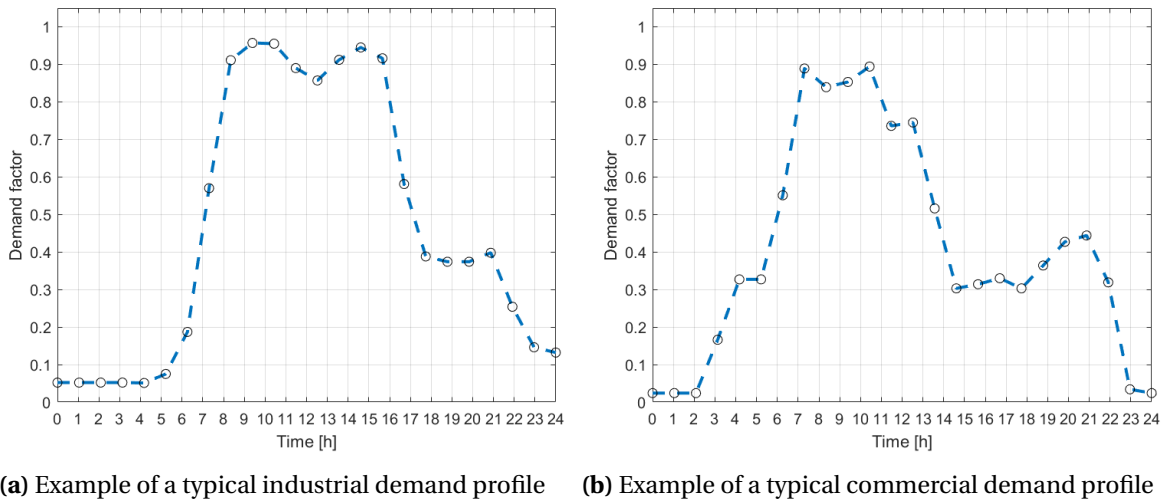 1
0.9
0.8
0.7
0.6
0.5
0.4
0.3
0.2
0.1
0
Demand factor
0 1 2 3 4 5 6 7 8 9 10 11 12 13 14 15 16 17 18 19 20 21 22 23 24
Time [h]
(a) Example of a typical industrial demand profile
1
0.9
0.8
0.7
0.6
0.5
0.4
0.3
0.2
0.1
0
Demand factor
0 1 2 3 4 5 6 7 8 9 10 11 12 13 14 15 16 17 18 19 20 21 22 23 24
Time [h]
(b) Example of a typical commercial demand profile